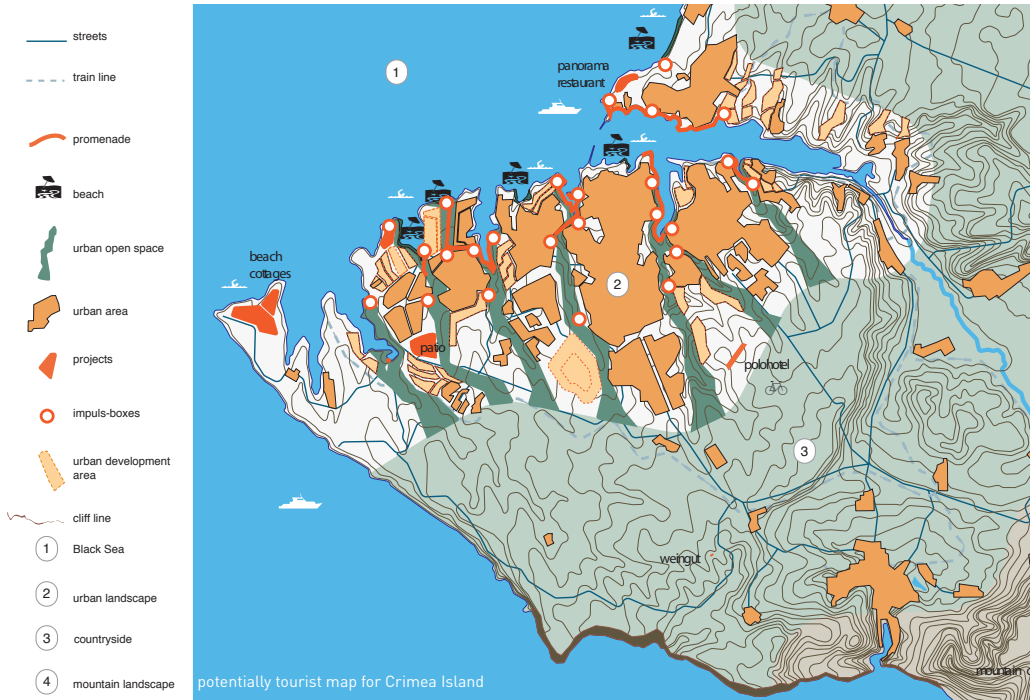 streets
train line
promenade
beach
urban open space
urban area
projects
impuls-boxes
urban development
area
cliff line
1 Black Sea
2 urban landscape
3 countryside
4 mountain landscape
1
panorama
restaurant
beach
cottages
2
patio
polohotel
3
weingut
mountain
potentially tourist map for Crimea Island